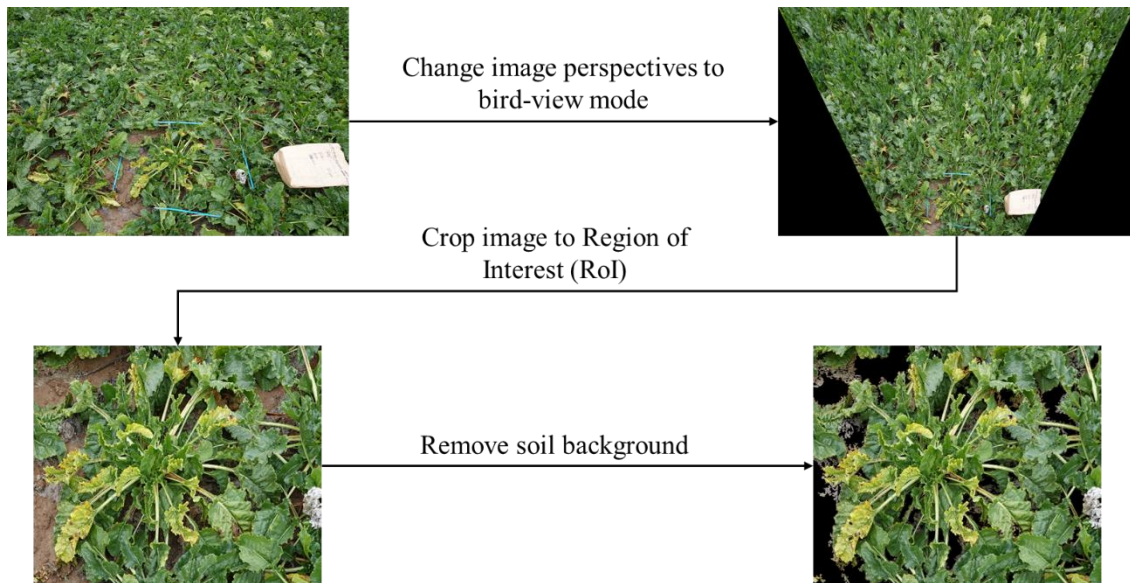 Change image perspectives to
bird-view mode
Crop image to Region of
Interest (RoI)
Remove soil background